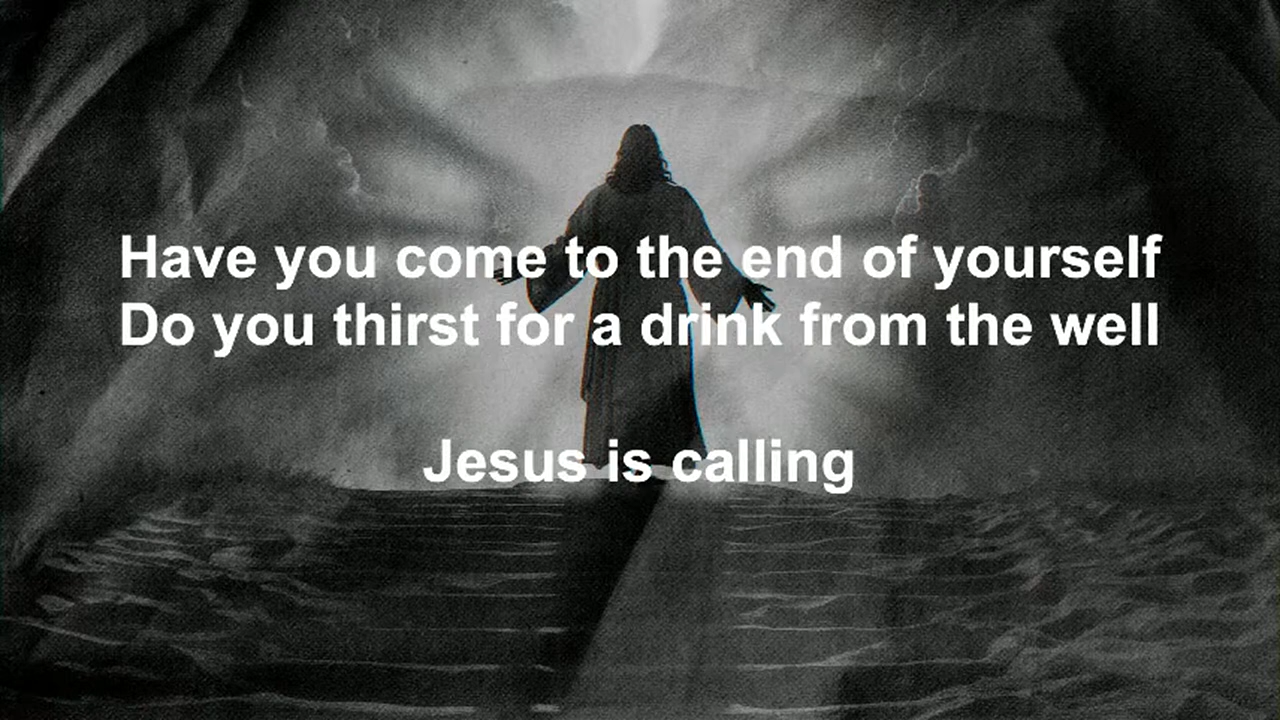 Have you come to the end of yourself
Do you thirst for a drink from the well
Jesus is calling